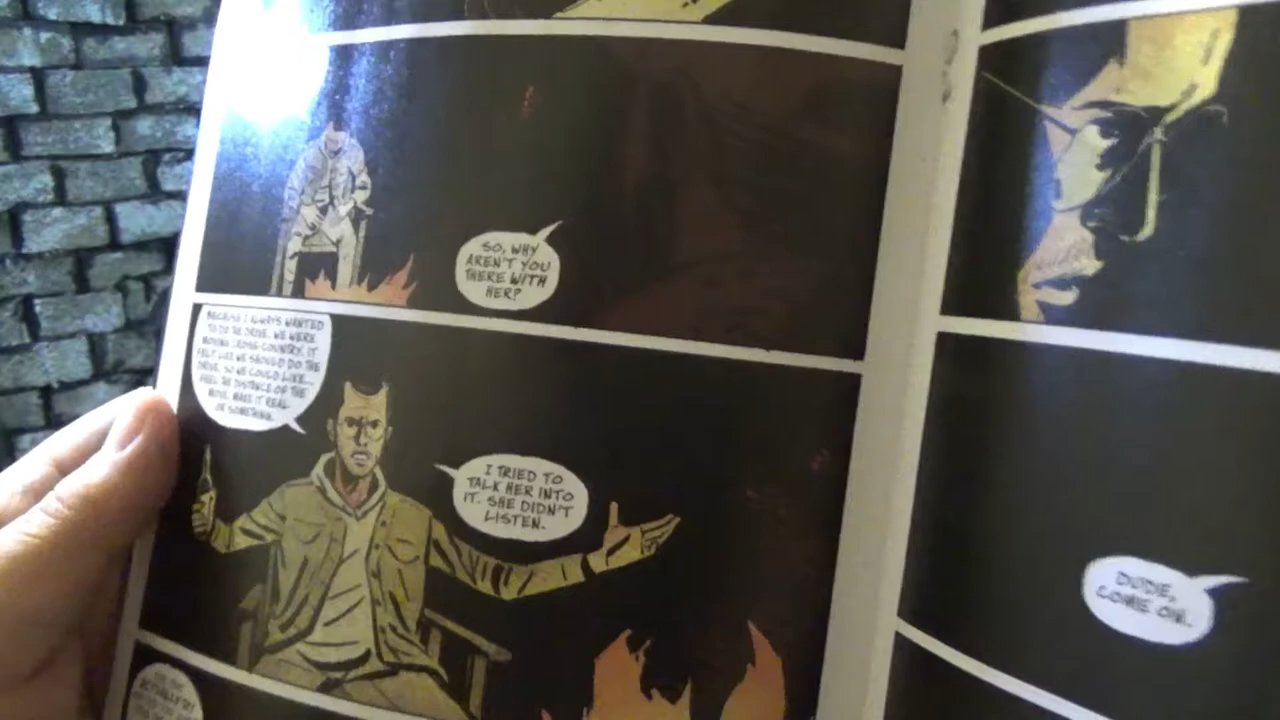 SO, WHY
AREN'T YOU
THERE WITH
HER?
BECAUSE I ALWAYS WANTED
TO DO THE DRIVE. WE WERE
MOVING CROSS-COUNTRY. IT
FELT LIKE WE SHOULD DO THE
DRIVE. SO WE COULD LIKE...
FEEL THE DISTANCE OF THE
MOVE. MAKE IT REAL
OR SOMETHING.
I TRIED TO
TALK HER INTO
IT. SHE DIDN'T
LISTEN.
DUDE,
COME ON.